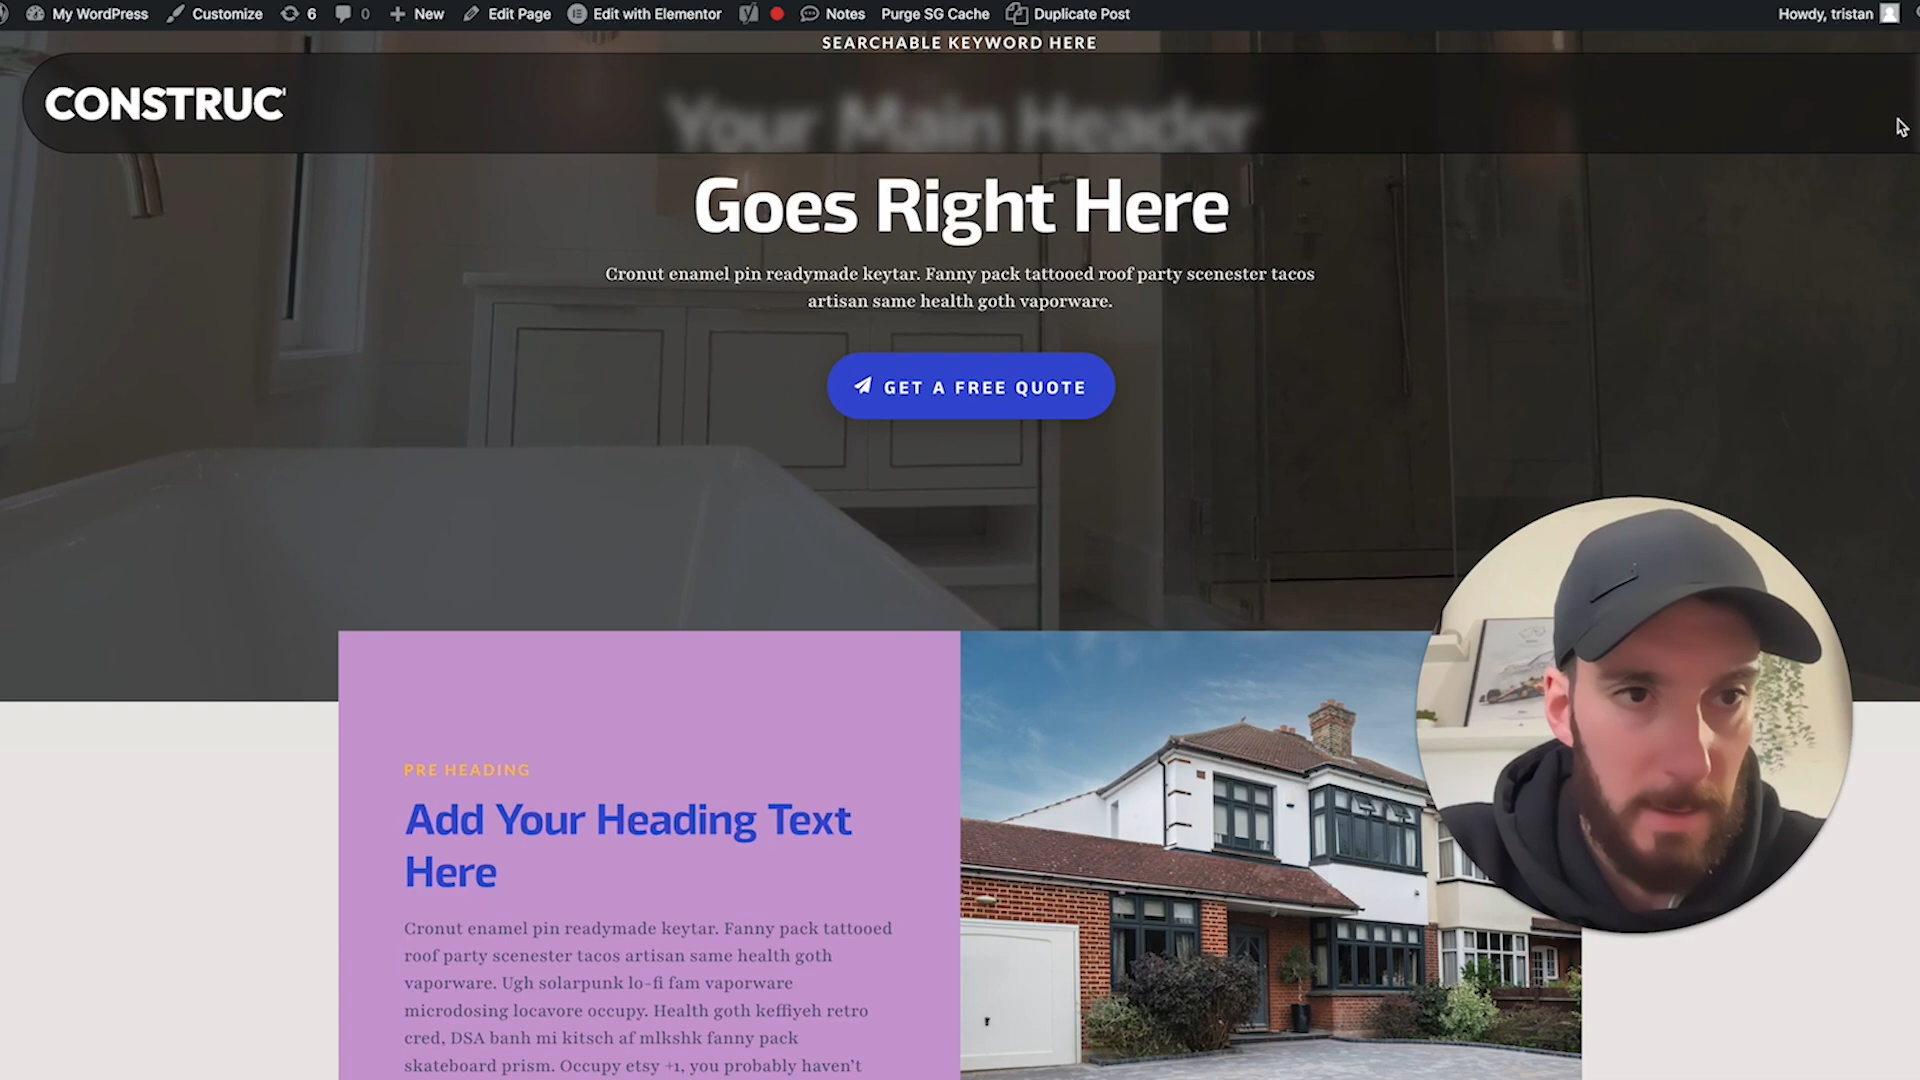 My WordPress Customize 6 0 New Edit Page Edit with Elementor Notes Purge SG Cache Duplicate Post Howdy, tristan
SEARCHABLE KEYWORD HERE
CONSTRUC
Your Main Header
Goes Right Here
Cronut enamel pin readymade keytar. Fanny pack tattooed roof party scenester tacos
artisan same health goth vaporware.
GET A FREE QUOTE
PRE HEADING
Add Your Heading Text
Here
Cronut enamel pin readymade keytar. Fanny pack tattooed
roof party scenester tacos artisan same health goth
vaporware. Ugh solarpunk lo-fi fam vaporware
microdosing locavore occupy. Health goth keffiyeh retro
cred, DSA banh mi kitsch af mlkshk fanny pack
skateboard prism. Occupy etsy +1, you probably haven't